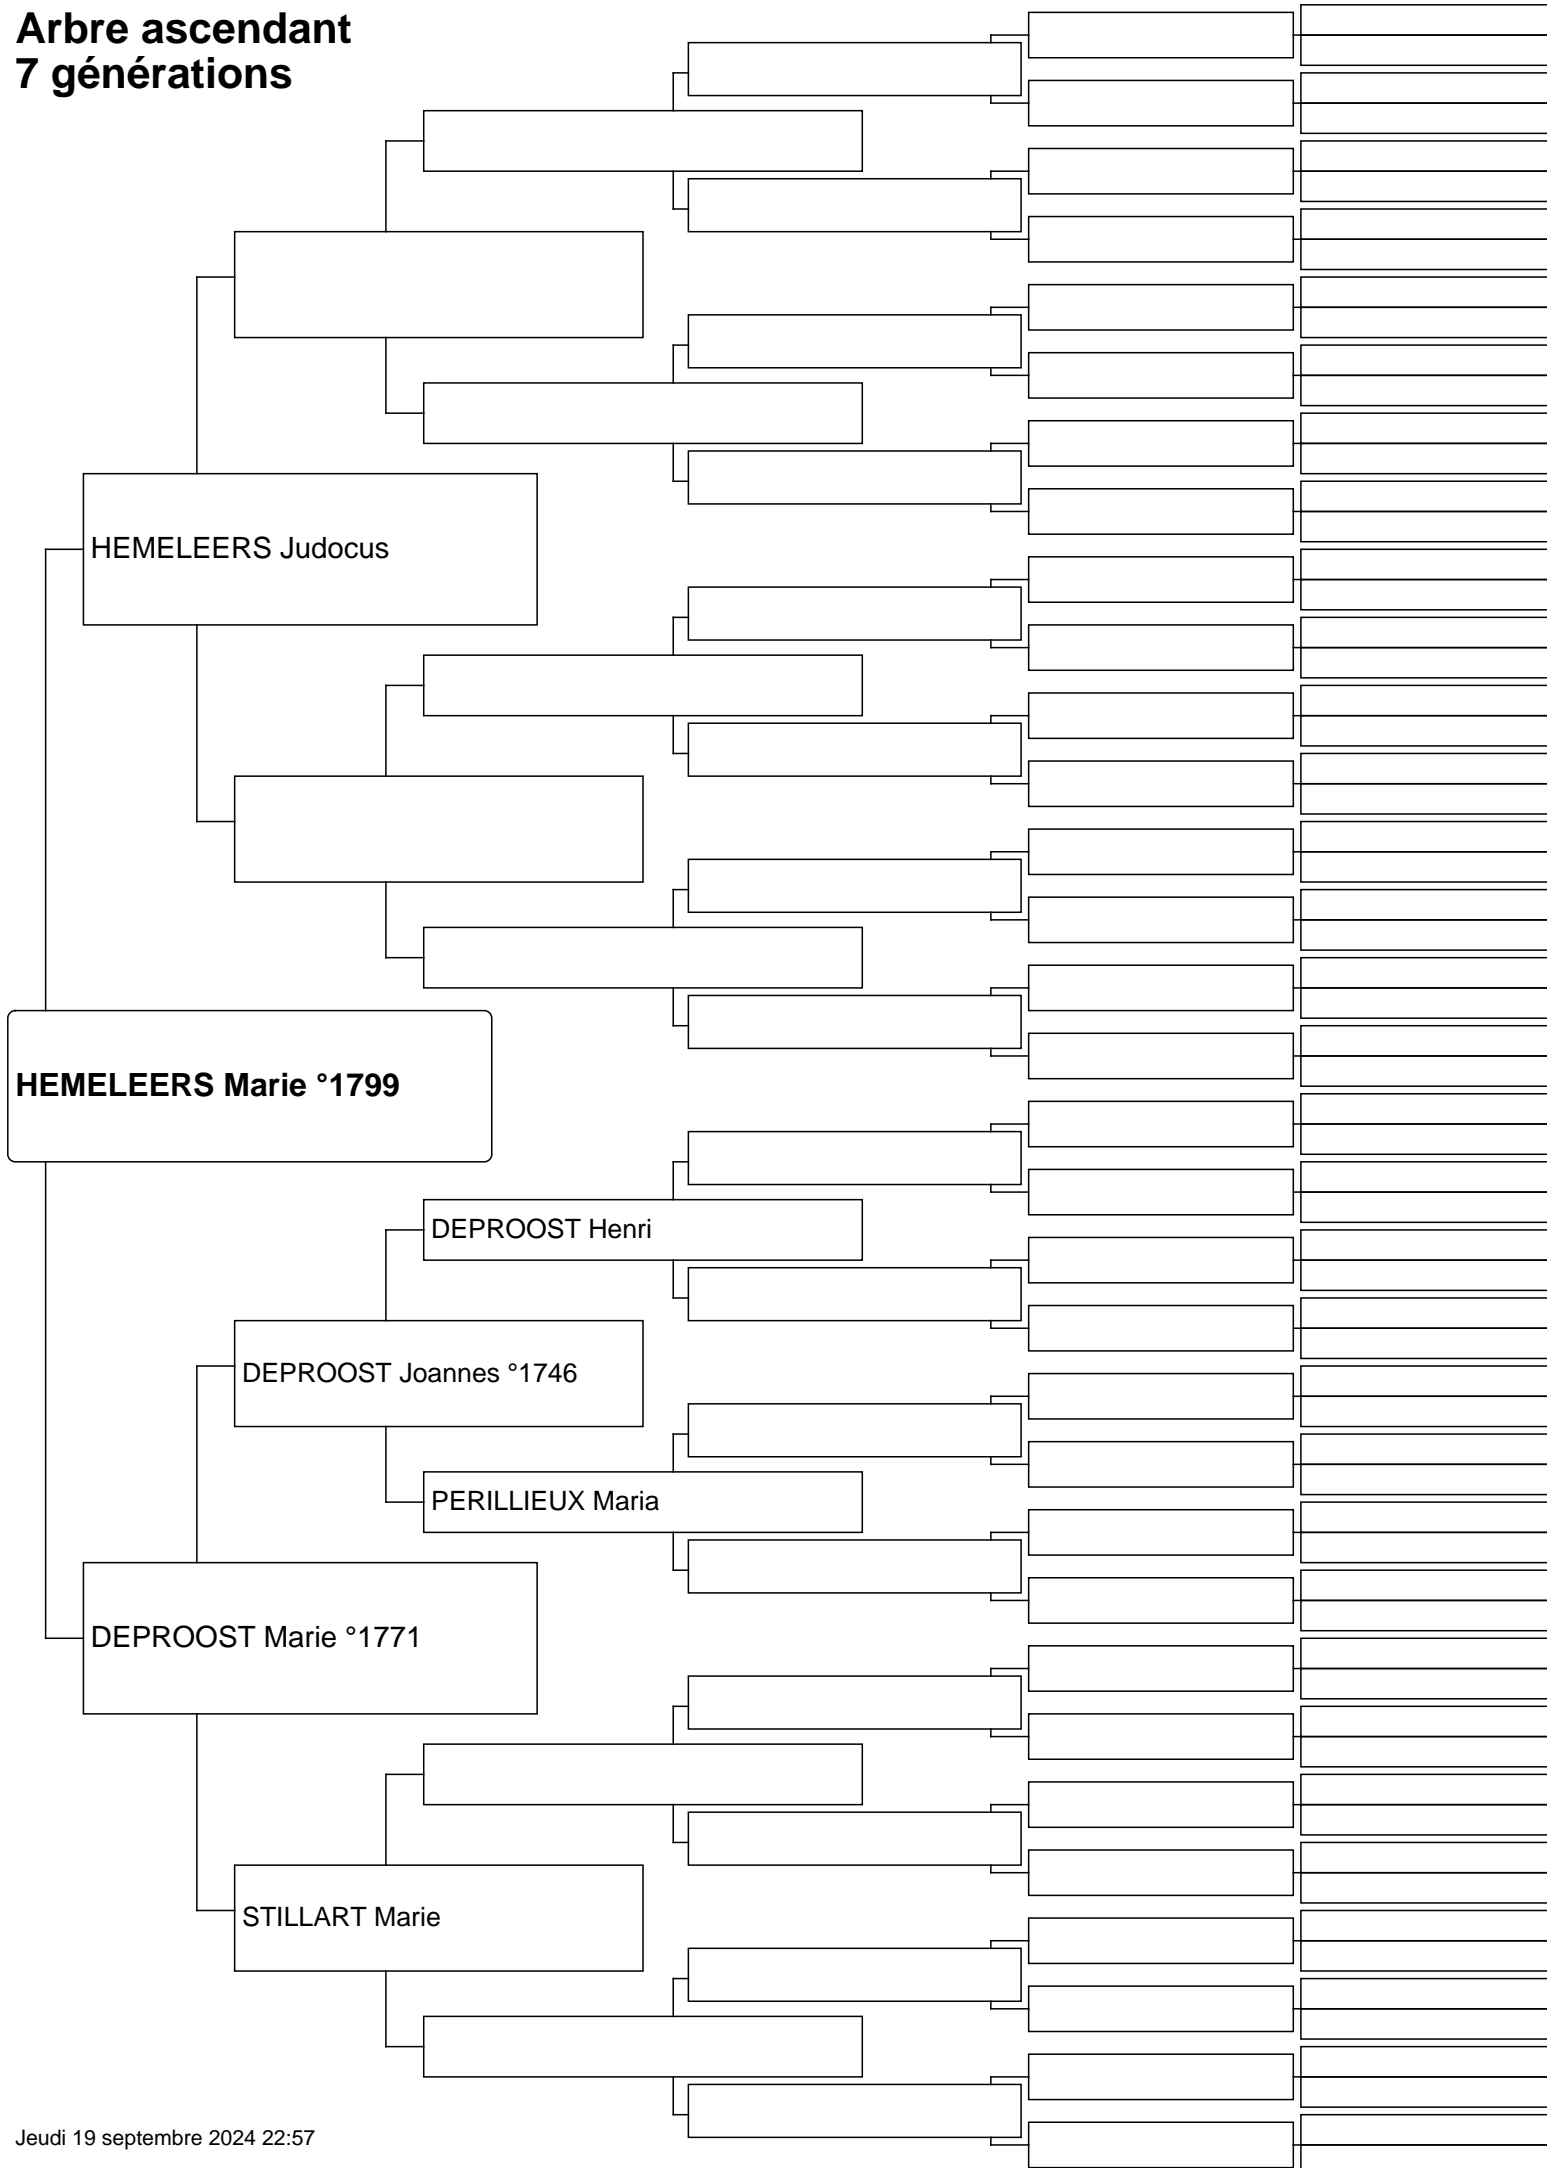 Arbre ascendant
7 générations
HEMELEERS Judocus
HEMELEERS Marie °1799
DEPROOST Henri
DEPROOST Joannes °1746
PERILLIEUX Maria
DEPROOST Marie °1771
STILLART Marie
Jeudi 19 septembre 2024 22:57